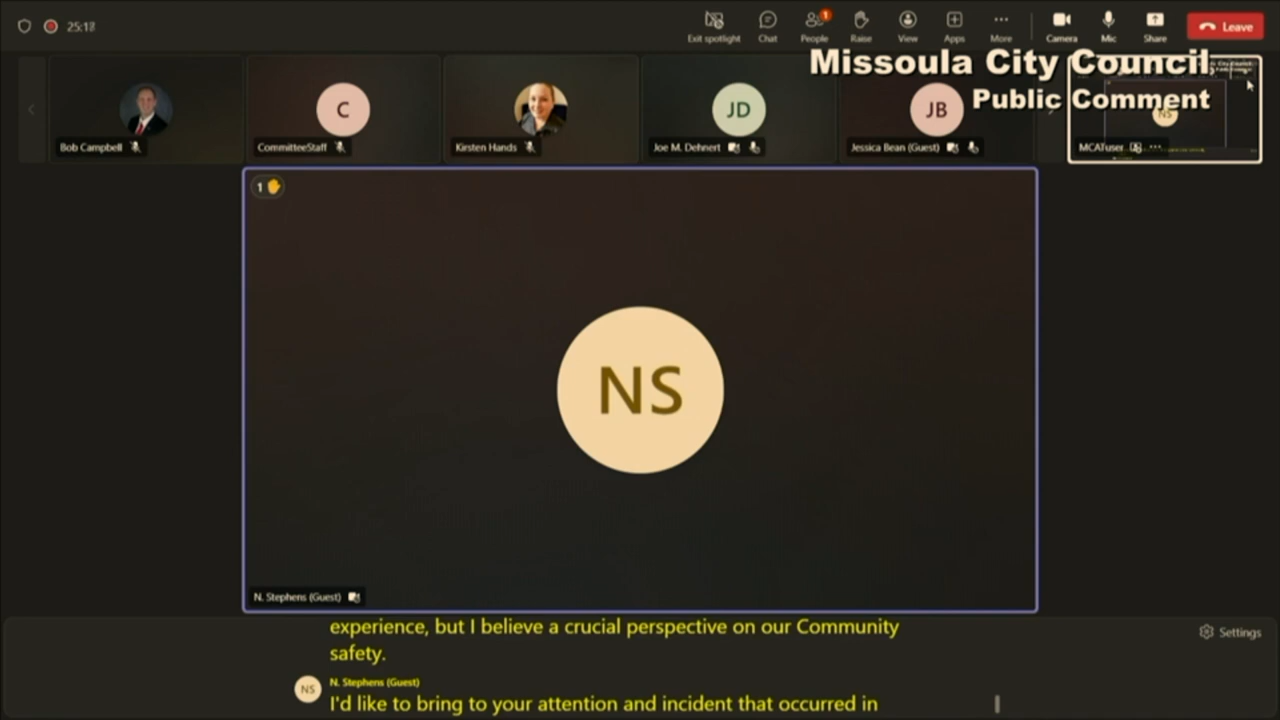 25:18
Exit spotlight
Chat
1
People
Raise
View
Apps
More
Camera
Mic
Share
Leave
Missoula City Council,
Public Comment
Bob Campbell
C
CommitteeStaff
Kirsten Hands
JD
Joe M. Dehnert
JB
Jessica Bean (Guest)
NS
MCATuser
1
NS
N. Stephens (Guest)
experience, but I believe a crucial perspective on our Community
safety.
Settings
NS
N. Stephens (Guest)
I'd like to bring to your attention and incident that occurred in